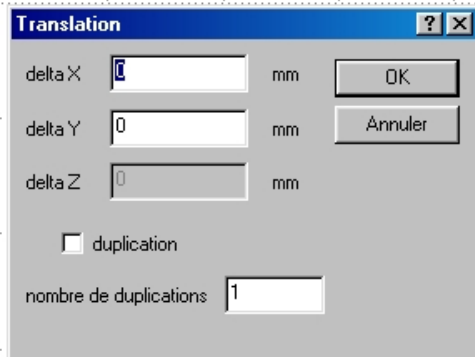 Translation
delta X 0 mm OK
delta Y 0 mm Annuler
delta Z 0 mm
duplication
nombre de duplications 1